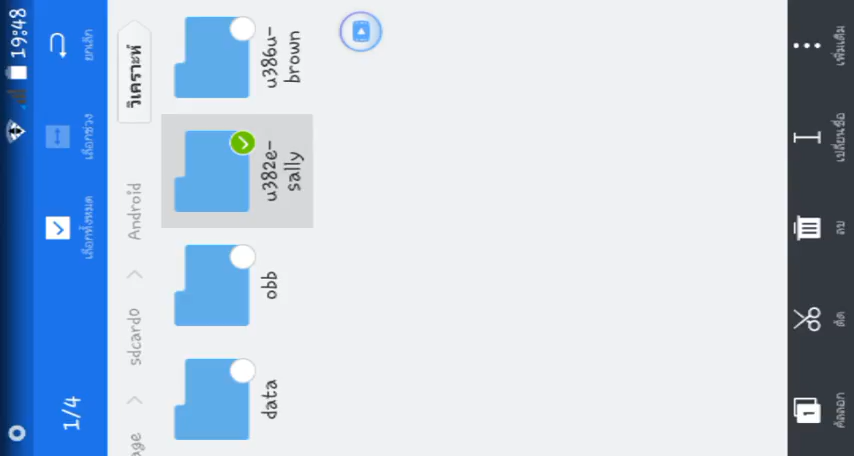 19:48
1/4
เลือกทั้งหมด
เลือกช่วง
ยกเลิก
age > sdcard0 > Android
วิเคราะห์
data
obb
u382e-
sally
u386u-
brown
คัดลอก
ตัด
ลบ
เปลี่ยนชื่อ
เพิ่มเติม
1